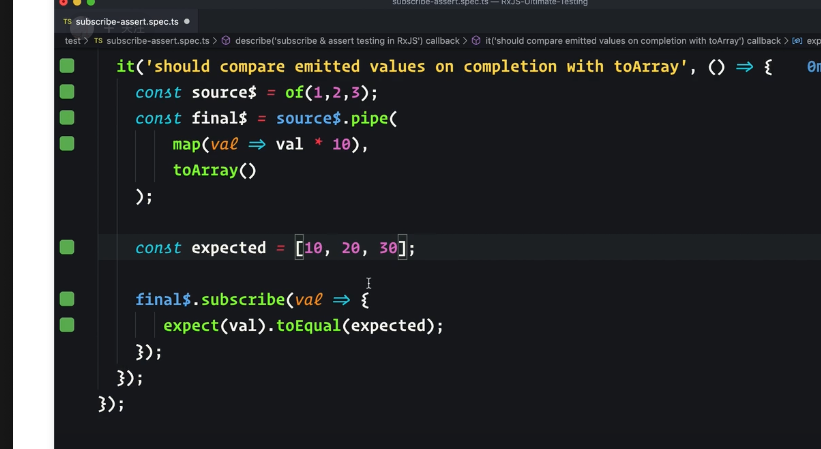 subscribe-assert.spec.ts — RxJS-Ultimate-Testing
TS subscribe-assert.spec.ts
test > TS subscribe-assert.spec.ts > describe('subscribe & assert testing in RxJS') callback > it('should compare emitted values on completion with toArray') callback > exp
it('should compare emitted values on completion with toArray', () => { 0m
const source$ = of(1,2,3);
const final$ = source$.pipe(
map(val => val * 10),
toArray()
);
const expected = [10, 20, 30];
final$.subscribe(val => {
expect(val).toEqual(expected);
});
});
});